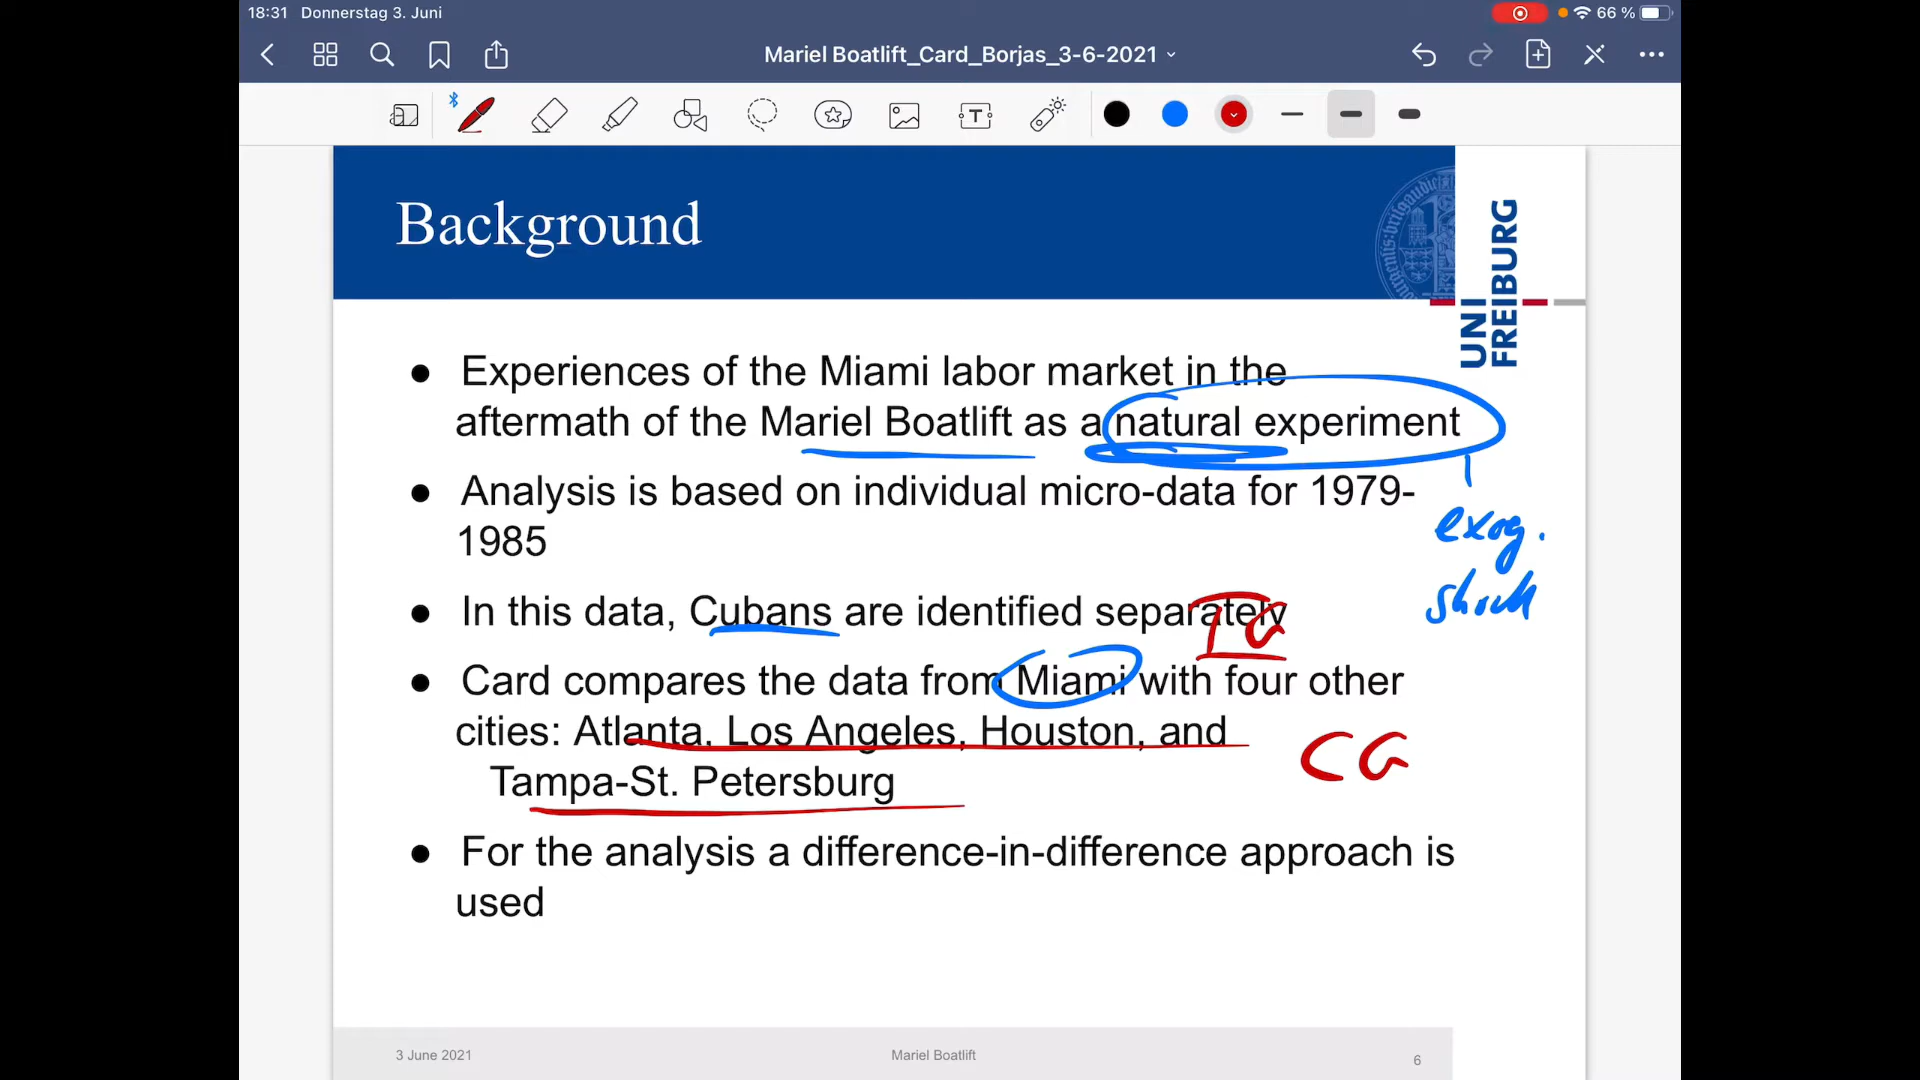 18:31 Donnerstag 3. Juni
66 %
Mariel Boatlift_Card_Borjas_3-6-2021
Background
UNI
FREIBURG
● Experiences of the Miami labor market in the
aftermath of the Mariel Boatlift as a natural experiment
● Analysis is based on individual micro-data for 1979-
1985
exog.
shock
● In this data, Cubans are identified separately
TG
● Card compares the data from Miami with four other
cities: Atlanta, Los Angeles, Houston, and
CG
Tampa-St. Petersburg
● For the analysis a difference-in-difference approach is
used
3 June 2021 Mariel Boatlift 6